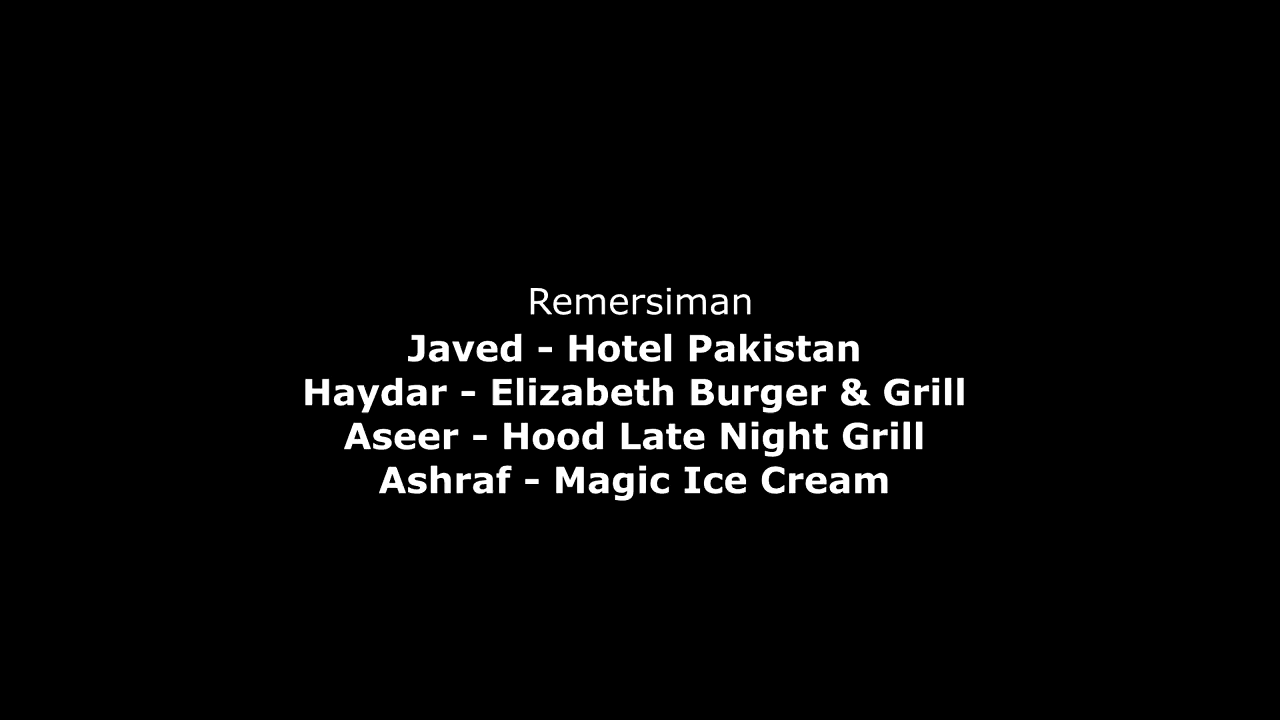 Remersiman
Javed - Hotel Pakistan
Haydar - Elizabeth Burger & Grill
Aseer - Hood Late Night Grill
Ashraf - Magic Ice Cream